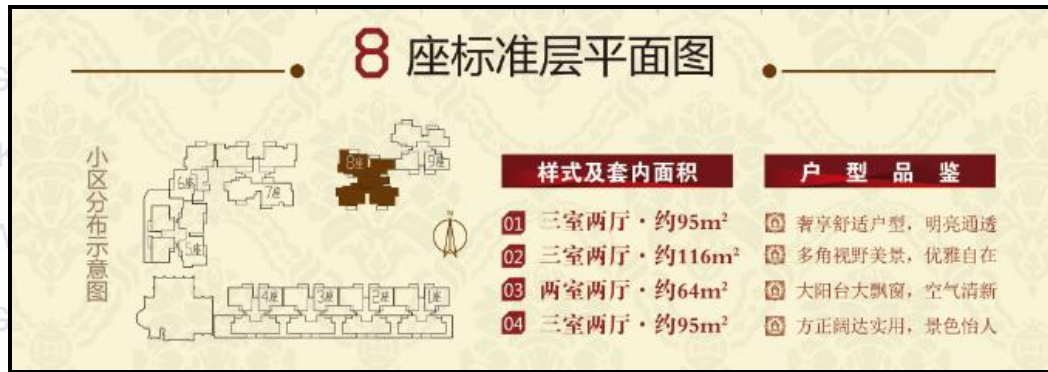 8座标准层平面图
小区分布示意图
8座
9座
6座
7座
5座
4座
3座
2座
1座
N
样式及套内面积
01 三室两厅·约95m²
02 三室两厅·约116m²
03 两室两厅·约64m²
04 三室两厅·约95m²
户型品鉴
奢享舒适户型，明亮通透
多角视野美景，优雅自在
大阳台大飘窗，空气清新
方正阔达实用，景色怡人